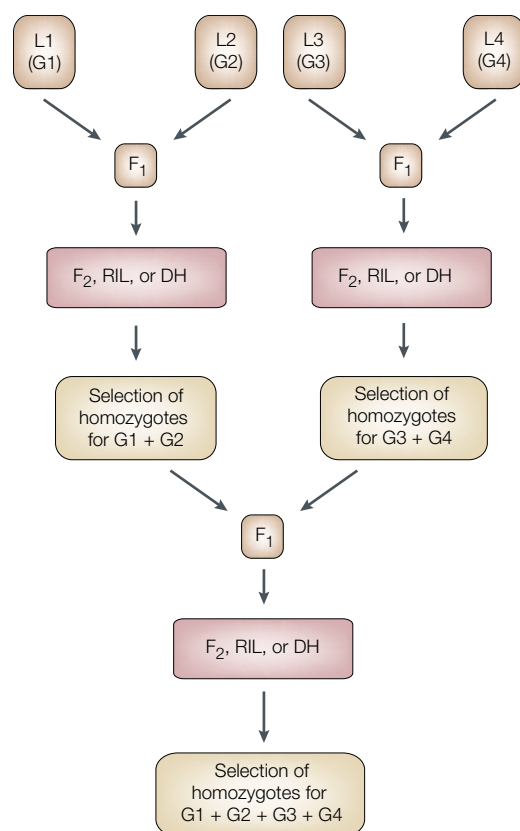 L1
(G1)
L2
(G2)
L3
(G3)
L4
(G4)
F1
F1
F2, RIL, or DH
F2, RIL, or DH
Selection of
homozygotes
for G1 + G2
Selection of
homozygotes
for G3 + G4
F1
F2, RIL, or DH
Selection of
homozygotes for
G1 + G2 + G3 + G4